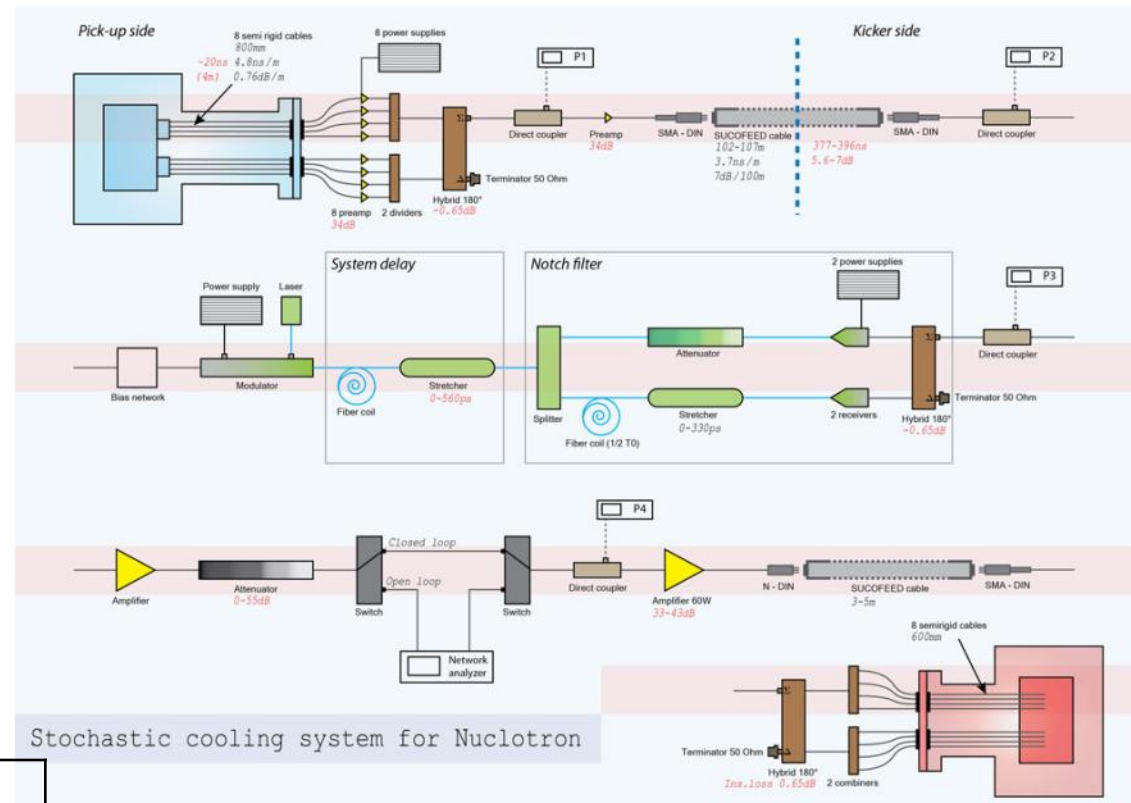 Pick-up side
Kicker side
8 semi rigid cables
800mm
~20ns 4.8ns/m
(4m) 0.76dB/m
8 power supplies
P1
P2
Direct coupler
Preamp
34dB
SMA - DIN
SUCOFEED cable
102-107m
3.7ns/m
7dB/100m
377-396ns
5.6-7dB
SMA - DIN
Direct coupler
Σ
Δ
Terminator 50 Ohm
8 preamp
34dB
2 dividers
Hybrid 180°
-0.65dB
System delay
Notch filter
Power supply
Laser
2 power supplies
P3
Bias network
Modulator
Fiber coil
Stretcher
0-560ps
Splitter
Attenuator
Fiber coil (1/2 T0)
Stretcher
0-330ps
2 receivers
Σ
Δ
Hybrid 180°
-0.65dB
Direct coupler
Terminator 50 Ohm
P4
Closed loop
Open loop
Amplifier
Attenuator
0-55dB
Switch
Switch
Direct coupler
Amplifier 60W
33-43dB
N - DIN
SUCOFEED cable
3-5m
SMA - DIN
Network
analyzer
8 semirigid cables
600mm
Σ
Δ
Terminator 50 Ohm
Hybrid 180°
Ins.loss 0.65dB
2 combiners
Stochastic cooling system for Nuclotron